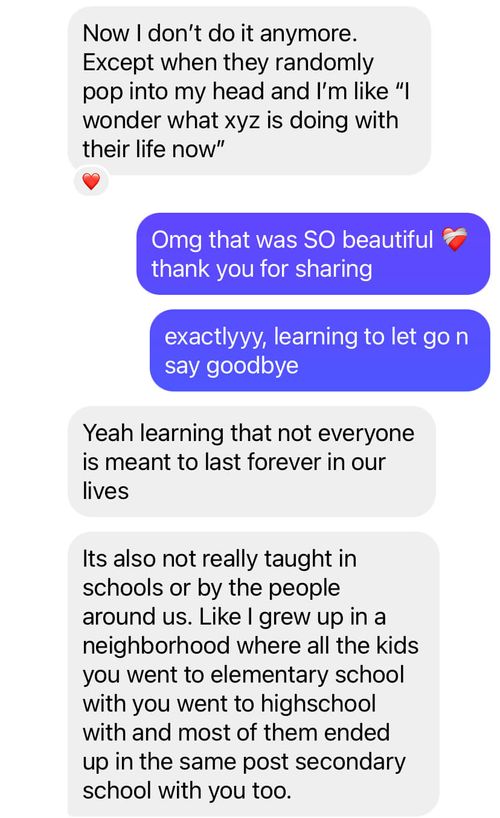 Now I don’t do it anymore.
Except when they randomly
pop into my head and I’m like “I
wonder what xyz is doing with
their life now”
❤️
Omg that was SO beautiful ❤️‍🩹
thank you for sharing
exactlyyy, learning to let go n
say goodbye
Yeah learning that not everyone
is meant to last forever in our
lives
Its also not really taught in
schools or by the people
around us. Like I grew up in a
neighborhood where all the kids
you went to elementary school
with you went to highschool
with and most of them ended
up in the same post secondary
school with you too.